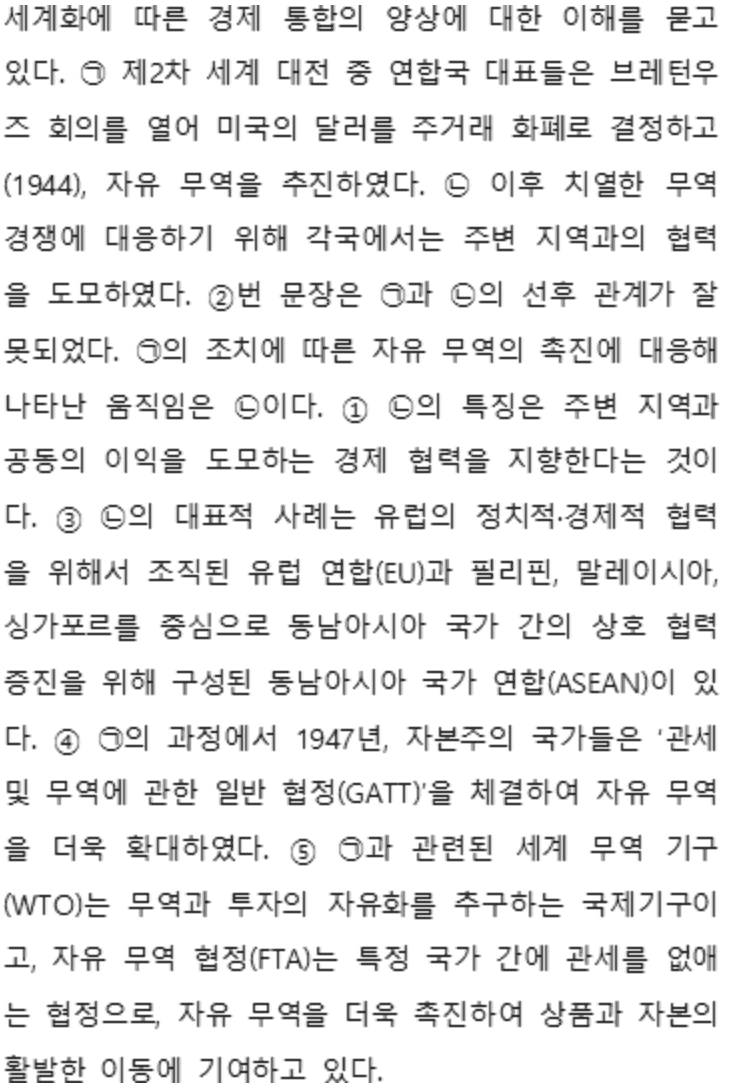 세계화에 따른 경제 통합의 양상에 대한 이해를 묻고
있다. ㉠ 제2차 세계 대전 중 연합국 대표들은 브레턴우
즈 회의를 열어 미국의 달러를 주거래 화폐로 결정하고
(1944), 자유 무역을 추진하였다. ㉡ 이후 치열한 무역
경쟁에 대응하기 위해 각국에서는 주변 지역과의 협력
을 도모하였다. ②번 문장은 ㉠과 ㉡의 선후 관계가 잘
못되었다. ㉠의 조치에 따른 자유 무역의 촉진에 대응해
나타난 움직임은 ㉡이다. ① ㉡의 특징은 주변 지역과
공동의 이익을 도모하는 경제 협력을 지향한다는 것이
다. ③ ㉡의 대표적 사례는 유럽의 정치적·경제적 협력
을 위해서 조직된 유럽 연합(EU)과 필리핀, 말레이시아,
싱가포르를 중심으로 동남아시아 국가 간의 상호 협력
증진을 위해 구성된 동남아시아 국가 연합(ASEAN)이 있
다. ④ ㉠의 과정에서 1947년, 자본주의 국가들은 '관세
및 무역에 관한 일반 협정(GATT)'을 체결하여 자유 무역
을 더욱 확대하였다. ⑤ ㉠과 관련된 세계 무역 기구
(WTO)는 무역과 투자의 자유화를 추구하는 국제기구이
고, 자유 무역 협정(FTA)는 특정 국가 간에 관세를 없애
는 협정으로, 자유 무역을 더욱 촉진하여 상품과 자본의
활발한 이동에 기여하고 있다.